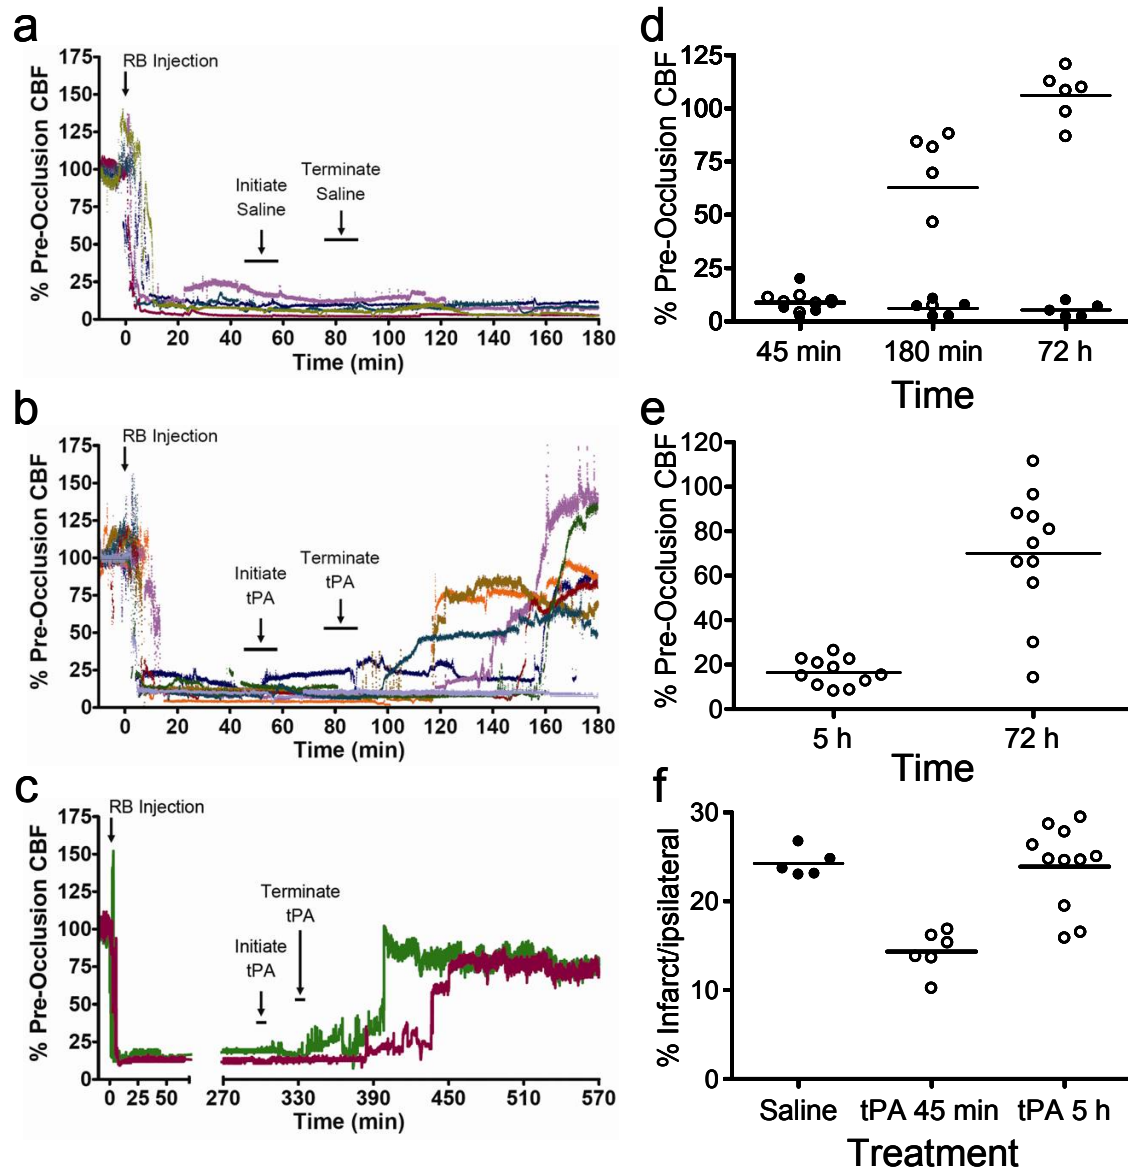 a
% Pre-Occlusion CBF
175
150
125
100
75
50
25
0
RB Injection
Initiate
Saline
Terminate
Saline
0 20 40 60 80 100 120 140 160 180
Time (min)
b
% Pre-Occlusion CBF
175
150
125
100
75
50
25
0
RB Injection
Initiate
tPA
Terminate
tPA
0 20 40 60 80 100 120 140 160 180
Time (min)
c
% Pre-Occlusion CBF
175
150
125
100
75
50
25
0
RB Injection
Terminate
tPA
Initiate
tPA
0 25 50 270 330 390 450 510 570
Time (min)
d
% Pre-Occlusion CBF
125
100
75
50
25
0
45 min 180 min 72 h
Time
e
% Pre-Occlusion CBF
120
100
80
60
40
20
0
5 h 72 h
Time
f
% Infarct/ipsilateral
30
20
10
0
Saline tPA 45 min tPA 5 h
Treatment